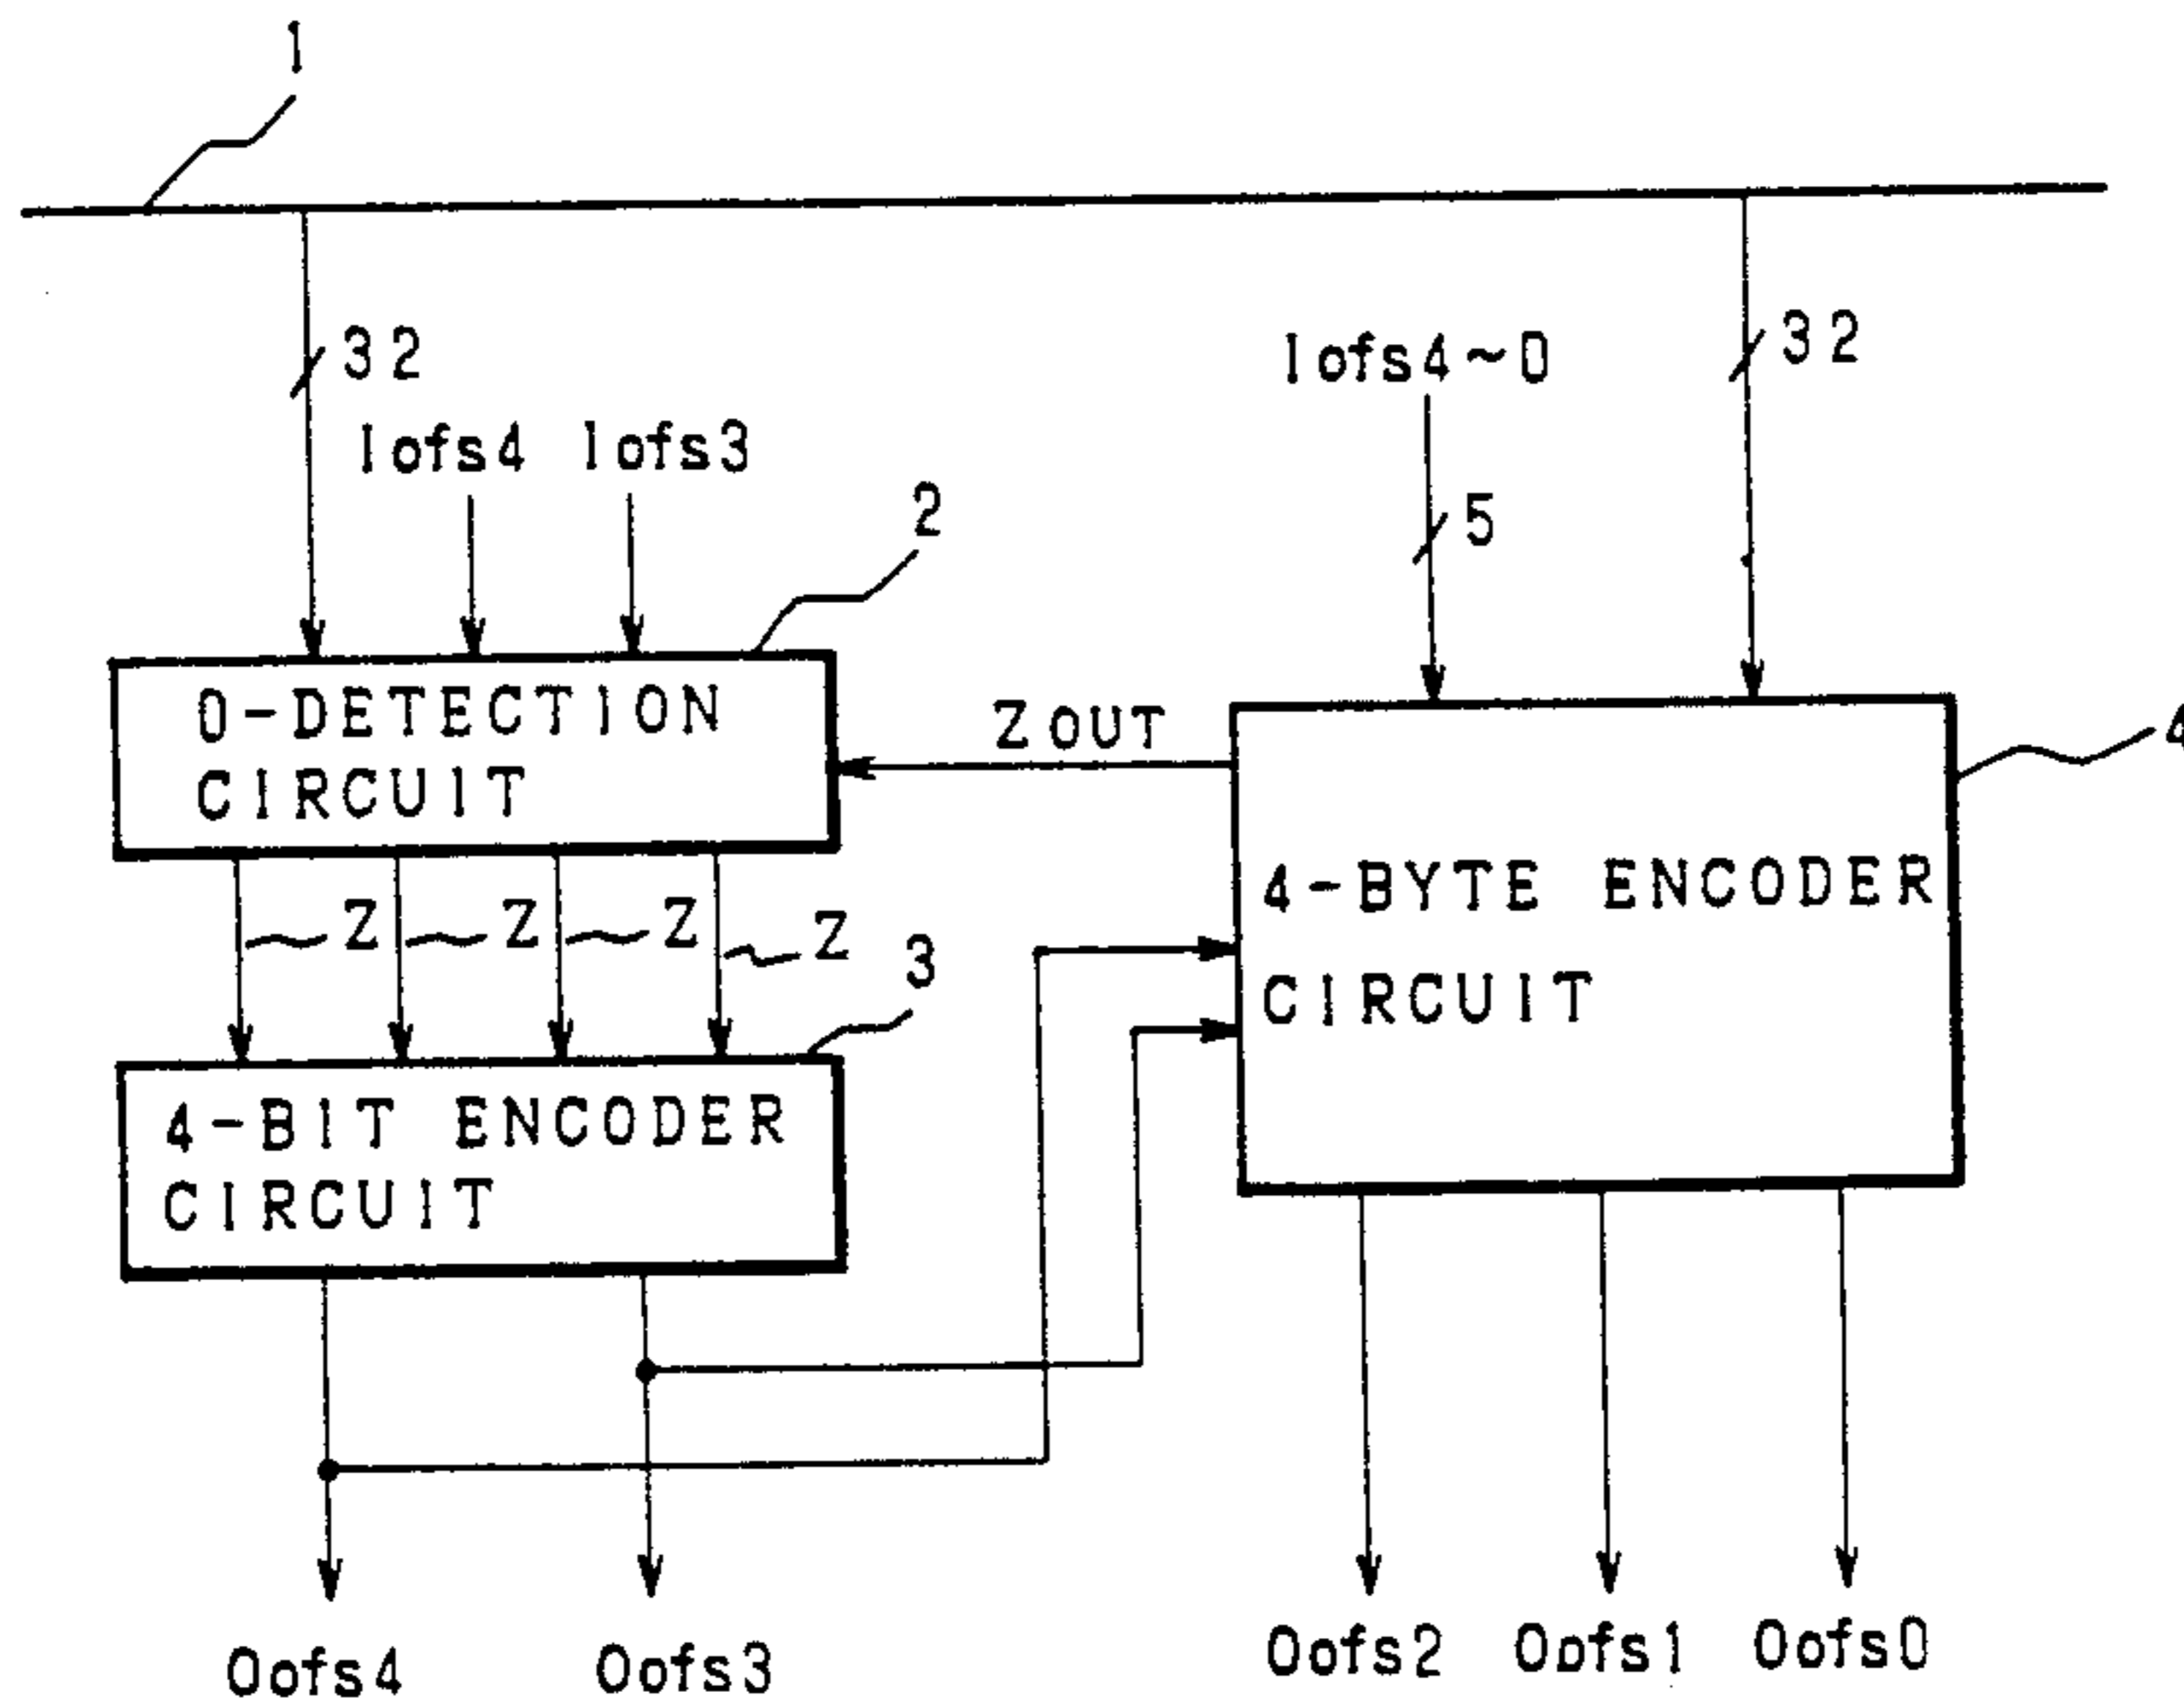 1
32
Iofs4~0
32
Iofs4 Iofs3
5
2
0-DETECTION
CIRCUIT
ZOUT
4
Z Z Z Z
3
4-BYTE ENCODER
CIRCUIT
4-BIT ENCODER
CIRCUIT
Oofs4 Oofs3 Oofs2 Oofs1 Oofs0